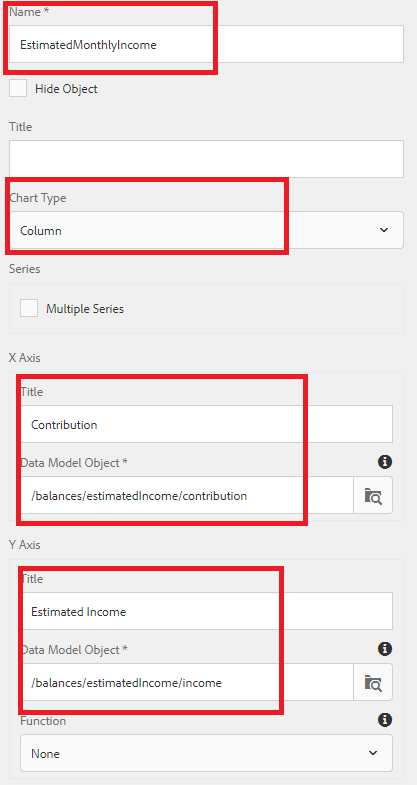 Name *
EstimatedMonthlyIncome
Hide Object
Title
Chart Type
Column
Series
Multiple Series
X Axis
Title
Contribution
Data Model Object *
/balances/estimatedIncome/contribution
Y Axis
Title
Estimated Income
Data Model Object *
/balances/estimatedIncome/income
Function
None